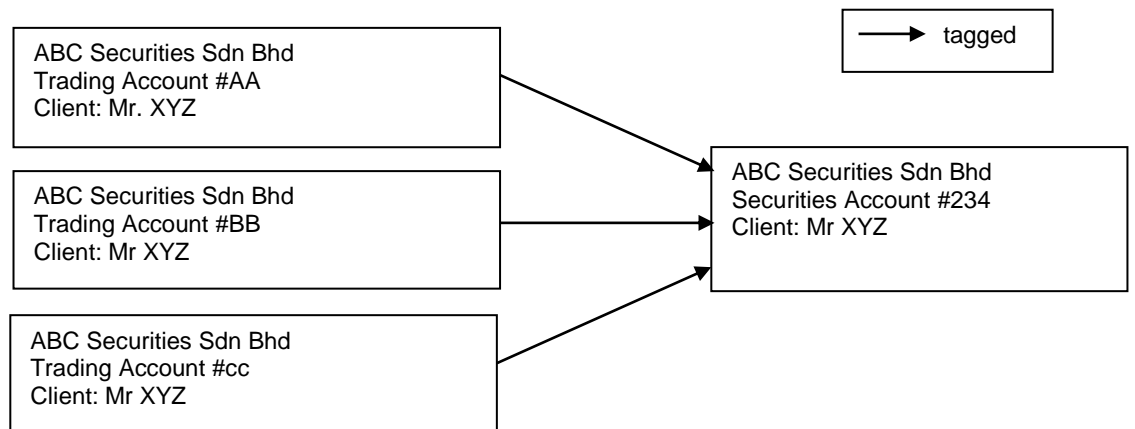 tagged
ABC Securities Sdn Bhd
Trading Account #AA
Client: Mr. XYZ
ABC Securities Sdn Bhd
Trading Account #BB
Client: Mr XYZ
ABC Securities Sdn Bhd
Trading Account #cc
Client: Mr XYZ
ABC Securities Sdn Bhd
Securities Account #234
Client: Mr XYZ